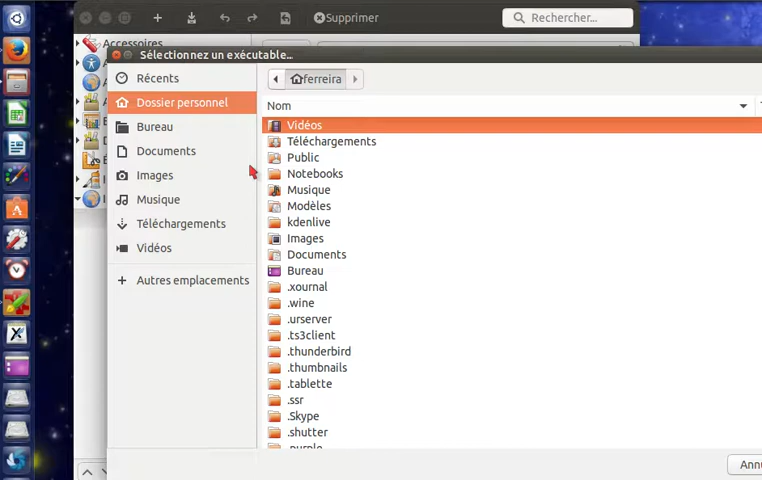 Supprimer
Rechercher...
Accessoires
Sélectionnez un exécutable...
Récents
Dossier personnel
Bureau
Documents
Images
Musique
Téléchargements
Vidéos
Autres emplacements
ferreira
Nom
Vidéos
Téléchargements
Public
Notebooks
Musique
Modèles
kdenlive
Images
Documents
Bureau
.xournal
.wine
.urserver
.ts3client
.thunderbird
.thumbnails
.tablette
.ssr
.Skype
.shutter
.purple
Annu